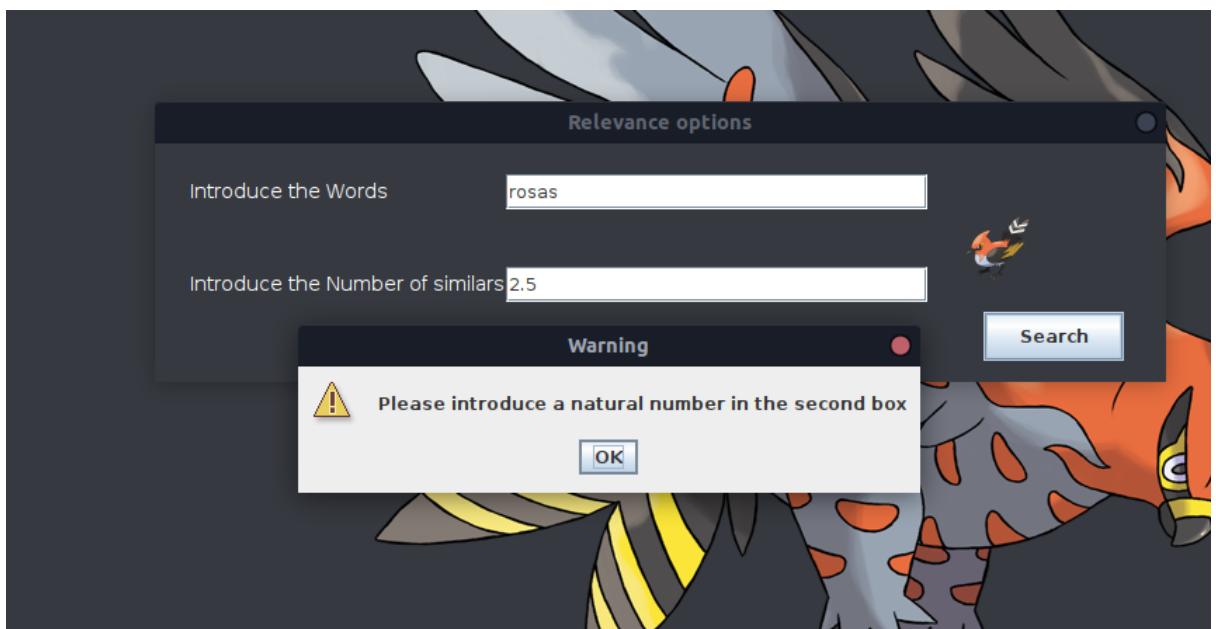 Relevance options
Introduce the Words
rosas
Introduce the Number of similars
2.5
Search
Warning
Please introduce a natural number in the second box
OK